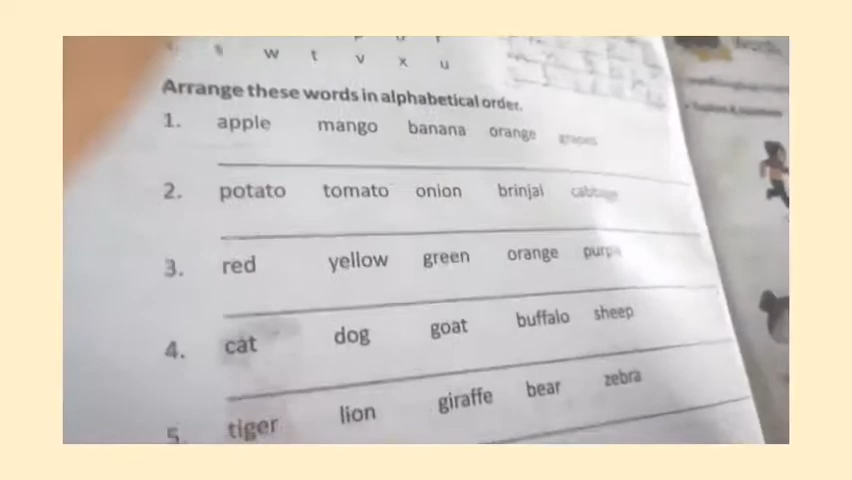 w t v x u
Arrange these words in alphabetical order.
1. apple mango banana orange grapes
2. potato tomato onion brinjal cabbage
3. red yellow green orange
4. cat dog goat buffalo sheep
5. tiger lion giraffe bear zebra